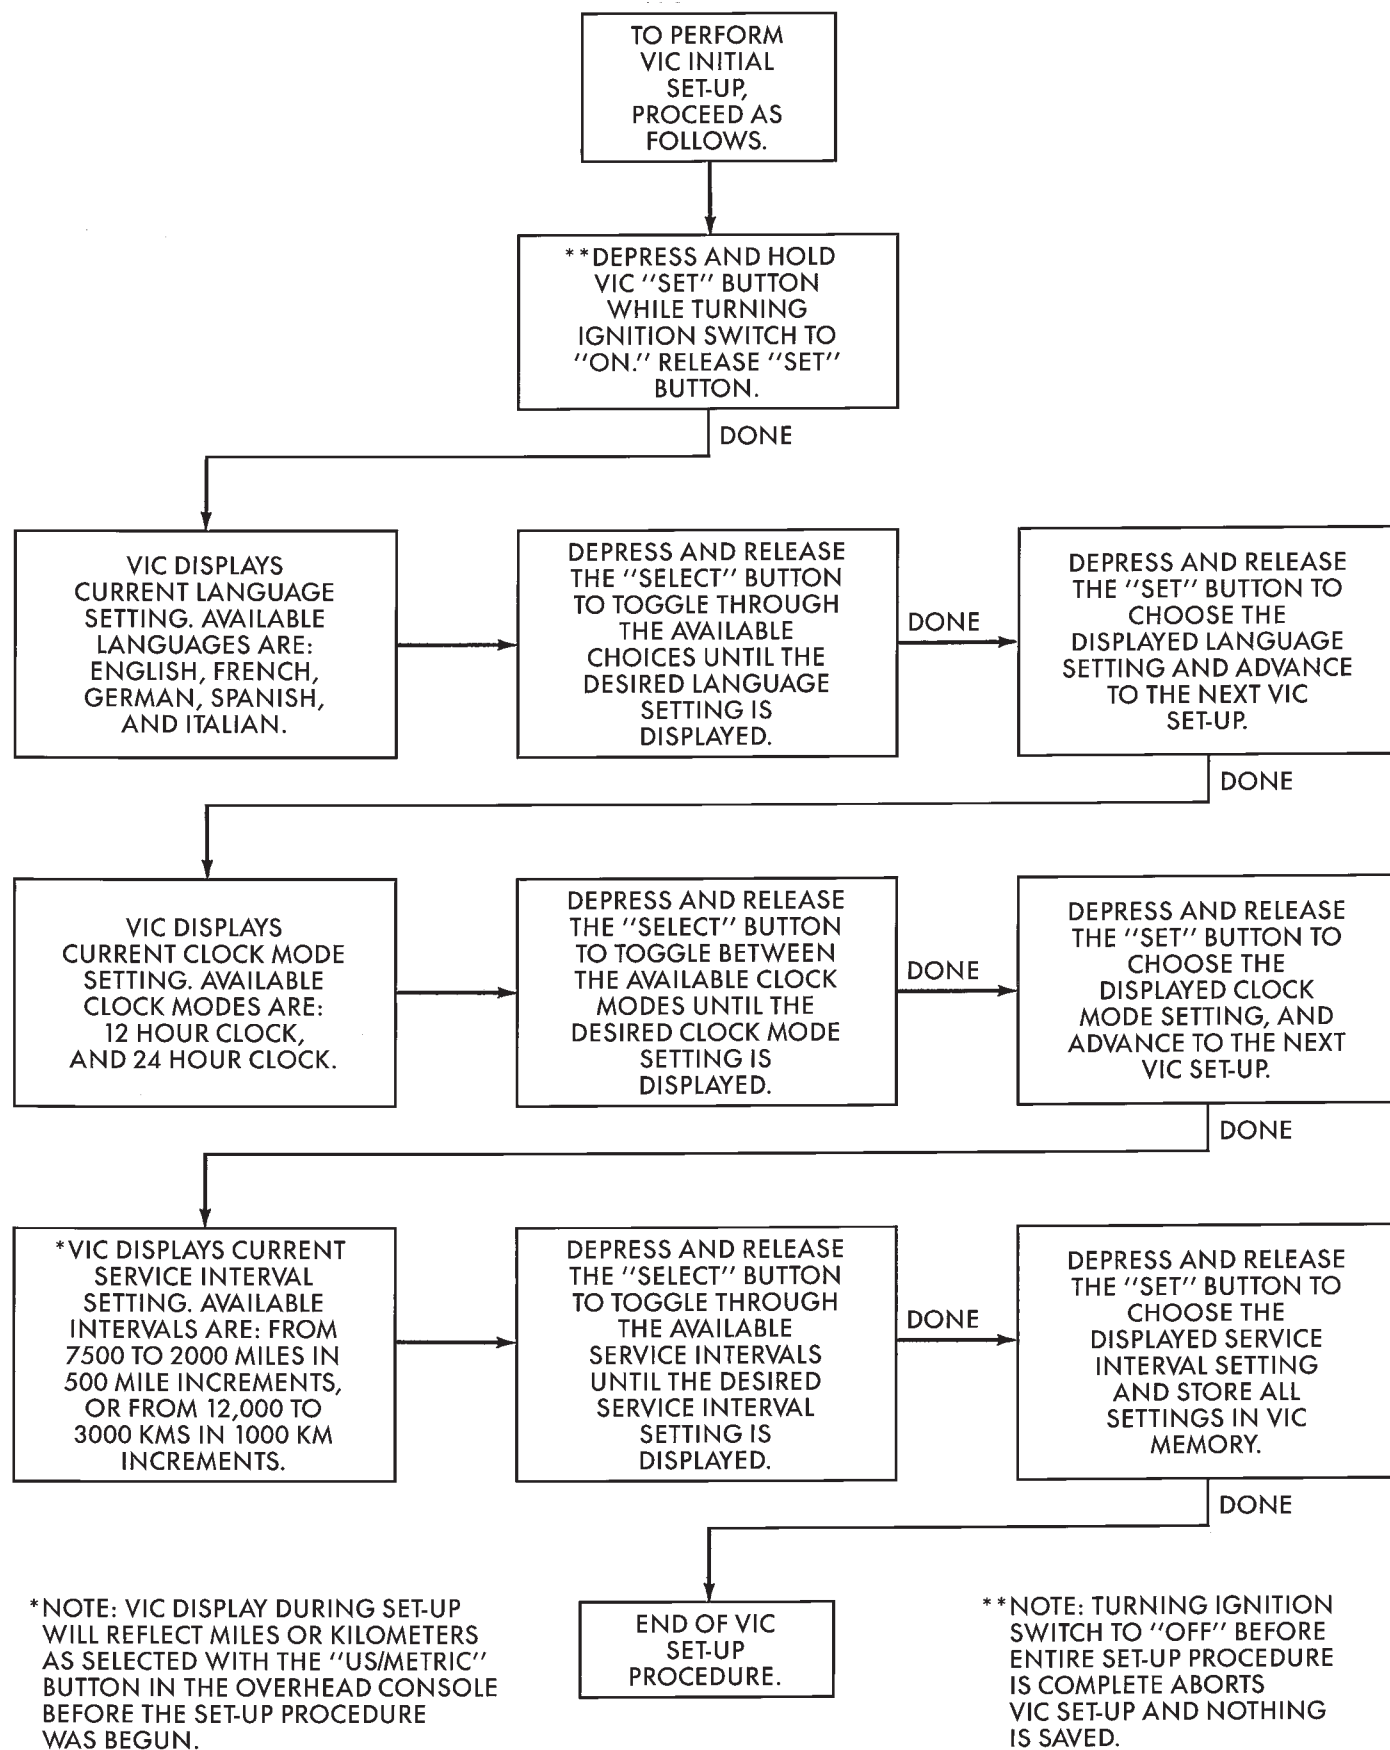 TO PERFORM
VIC INITIAL
SET-UP,
PROCEED AS
FOLLOWS.
**DEPRESS AND HOLD
VIC "SET" BUTTON
WHILE TURNING
IGNITION SWITCH TO
"ON." RELEASE "SET"
BUTTON.
DONE
VIC DISPLAYS
CURRENT LANGUAGE
SETTING. AVAILABLE
LANGUAGES ARE:
ENGLISH, FRENCH,
GERMAN, SPANISH,
AND ITALIAN.
DEPRESS AND RELEASE
THE "SELECT" BUTTON
TO TOGGLE THROUGH
THE AVAILABLE
CHOICES UNTIL THE
DESIRED LANGUAGE
SETTING IS
DISPLAYED.
DONE
DEPRESS AND RELEASE
THE "SET" BUTTON TO
CHOOSE THE
DISPLAYED LANGUAGE
SETTING AND ADVANCE
TO THE NEXT VIC
SET-UP.
DONE
VIC DISPLAYS
CURRENT CLOCK MODE
SETTING. AVAILABLE
CLOCK MODES ARE:
12 HOUR CLOCK,
AND 24 HOUR CLOCK.
DEPRESS AND RELEASE
THE "SELECT" BUTTON
TO TOGGLE BETWEEN
THE AVAILABLE CLOCK
MODES UNTIL THE
DESIRED CLOCK MODE
SETTING IS
DISPLAYED.
DONE
DEPRESS AND RELEASE
THE "SET" BUTTON TO
CHOOSE THE
DISPLAYED CLOCK
MODE SETTING, AND
ADVANCE TO THE NEXT
VIC SET-UP.
DONE
*VIC DISPLAYS CURRENT
SERVICE INTERVAL
SETTING. AVAILABLE
INTERVALS ARE: FROM
7500 TO 2000 MILES IN
500 MILE INCREMENTS,
OR FROM 12,000 TO
3000 KMS IN 1000 KM
INCREMENTS.
DEPRESS AND RELEASE
THE "SELECT" BUTTON
TO TOGGLE THROUGH
THE AVAILABLE
SERVICE INTERVALS
UNTIL THE DESIRED
SERVICE INTERVAL
SETTING IS
DISPLAYED.
DONE
DEPRESS AND RELEASE
THE "SET" BUTTON TO
CHOOSE THE
DISPLAYED SERVICE
INTERVAL SETTING
AND STORE ALL
SETTINGS IN VIC
MEMORY.
DONE
*NOTE: VIC DISPLAY DURING SET-UP
WILL REFLECT MILES OR KILOMETERS
AS SELECTED WITH THE "US/METRIC"
BUTTON IN THE OVERHEAD CONSOLE
BEFORE THE SET-UP PROCEDURE
WAS BEGUN.
END OF VIC
SET-UP
PROCEDURE.
**NOTE: TURNING IGNITION
SWITCH TO "OFF" BEFORE
ENTIRE SET-UP PROCEDURE
IS COMPLETE ABORTS
VIC SET-UP AND NOTHING
IS SAVED.